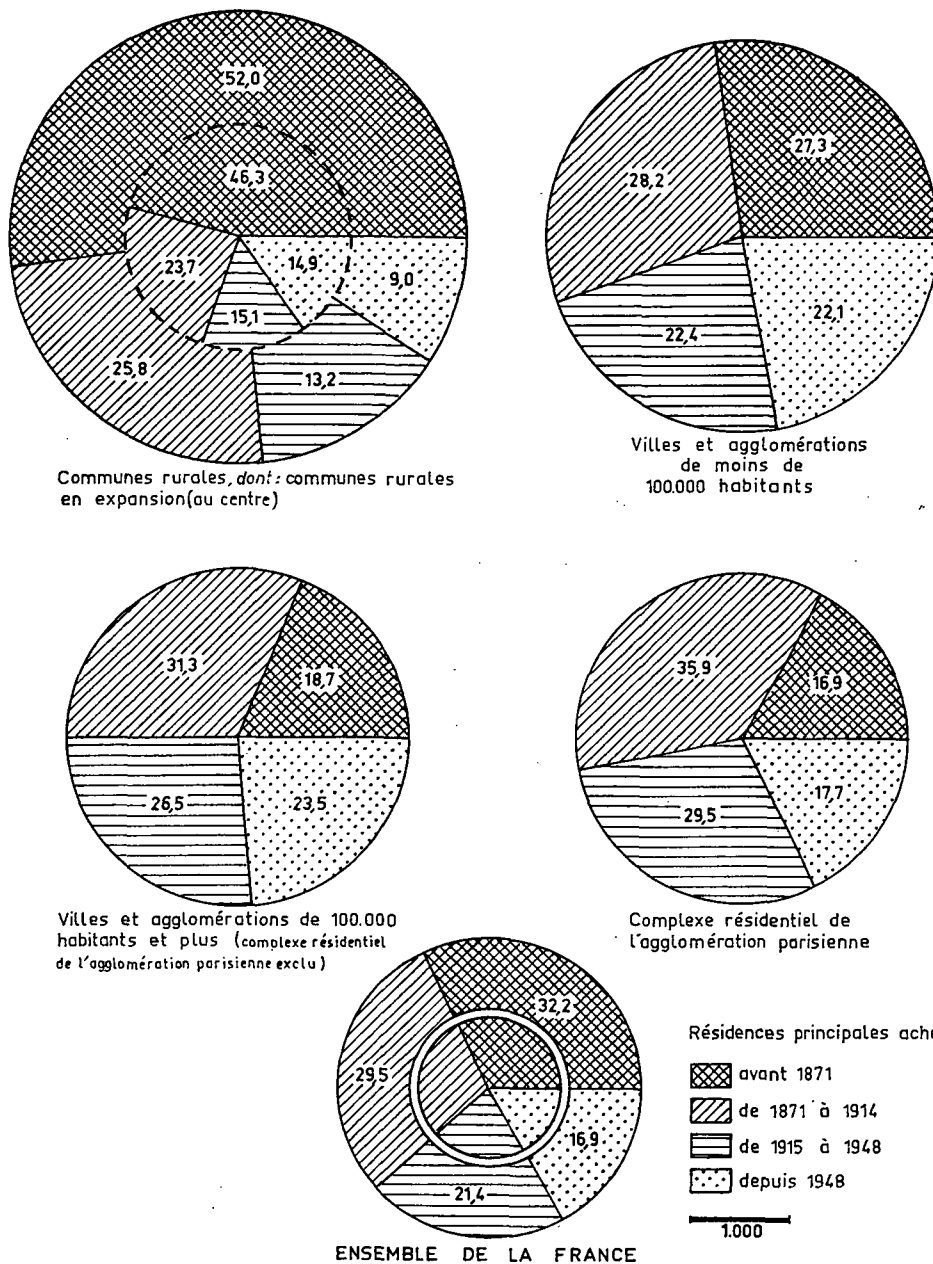 52,0
46,3
23,7
14,9
9,0
15,1
25,8
13,2
Communes rurales, dont: communes rurales
en expansion(au centre)
27,3
28,2
22,4
22,1
Villes et agglomérations
de moins de
100.000 habitants
31,3
18,7
26,5
23,5
Villes et agglomérations de 100.000
habitants et plus (complexe résidentiel
de l'agglomération parisienne exclu)
35,9
16,9
29,5
17,7
Complexe résidentiel de
l'agglomération parisienne
32,2
29,5
16,9
21,4
ENSEMBLE DE LA FRANCE
Résidences principales
avant 1871
de 1871 à 1914
de 1915 à 1948
depuis 1948
1.000